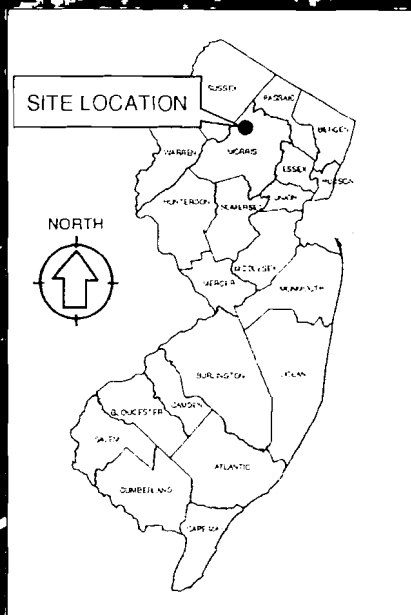 SUSSEX
PASSAIC
SITE LOCATION
BERGEN
WARREN
MORRIS
ESSEX
HUDSON
UNION
HUNTERDON
SOMERSET
NORTH
MIDDLESEX
MERCER
MONMOUTH
OCEAN
BURLINGTON
CAMDEN
GLOUCESTER
SALEM
ATLANTIC
CUMBERLAND
CAPE MAY